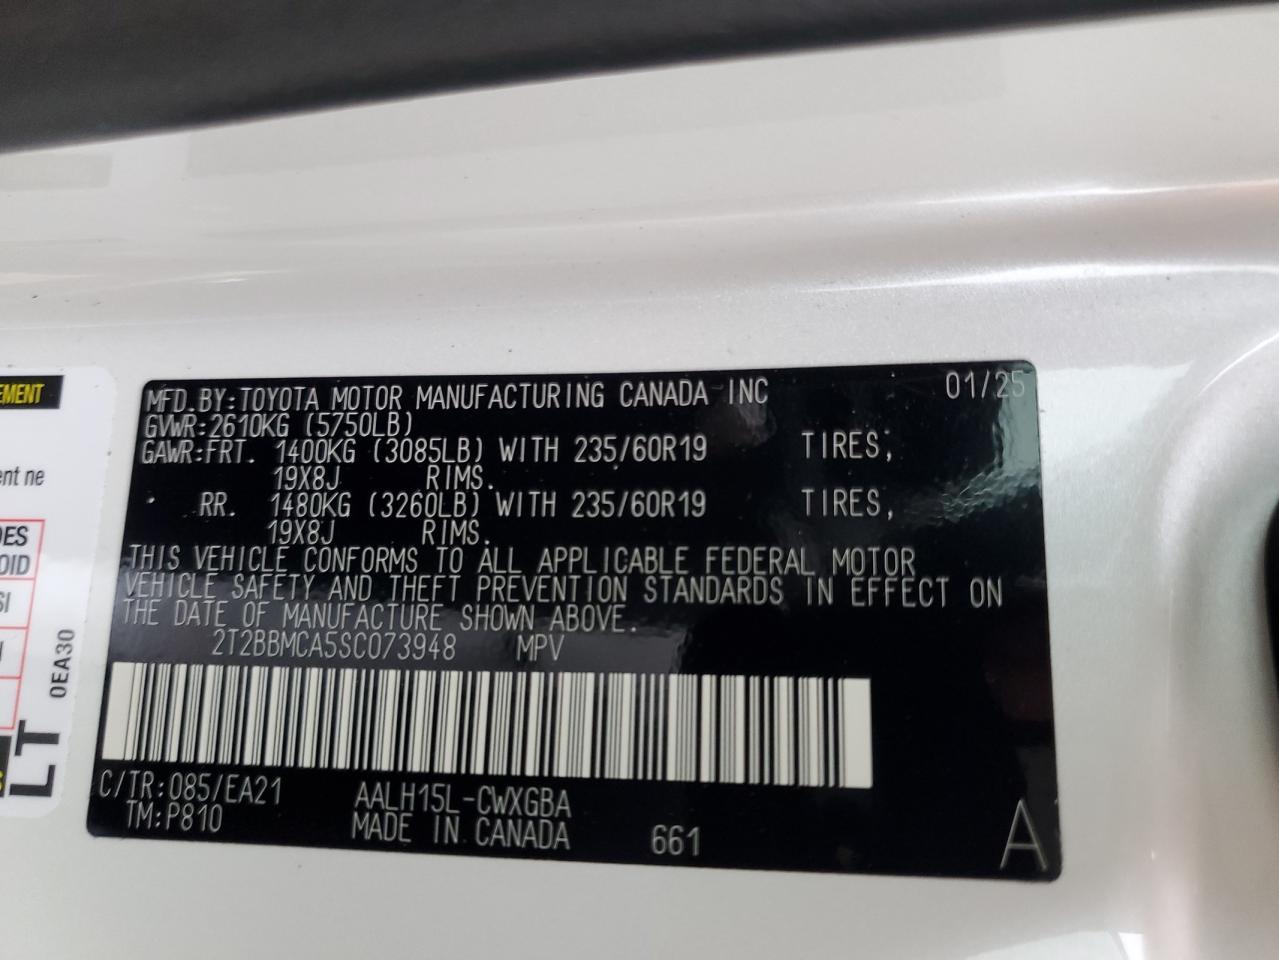 MFD.BY:TOYOTA MOTOR MANUFACTURING CANADA INC 01/25
GVWR:2610KG (5750LB)
GAWR:FRT. 1400KG (3085LB) WITH 235/60R19 TIRES,
19X8J RIMS.
RR. 1480KG (3260LB) WITH 235/60R19 TIRES,
19X8J RIMS.
THIS VEHICLE CONFORMS TO ALL APPLICABLE FEDERAL MOTOR
VEHICLE SAFETY AND THEFT PREVENTION STANDARDS IN EFFECT ON
THE DATE OF MANUFACTURE SHOWN ABOVE.
2T2BBMCA5SC073948 MPV
C/TR:085/EA21 AALH15L-CWXGBA
TM:P810 MADE IN CANADA 661 A
EMENT
ent ne
DES
OID
SI
0EA30
LT